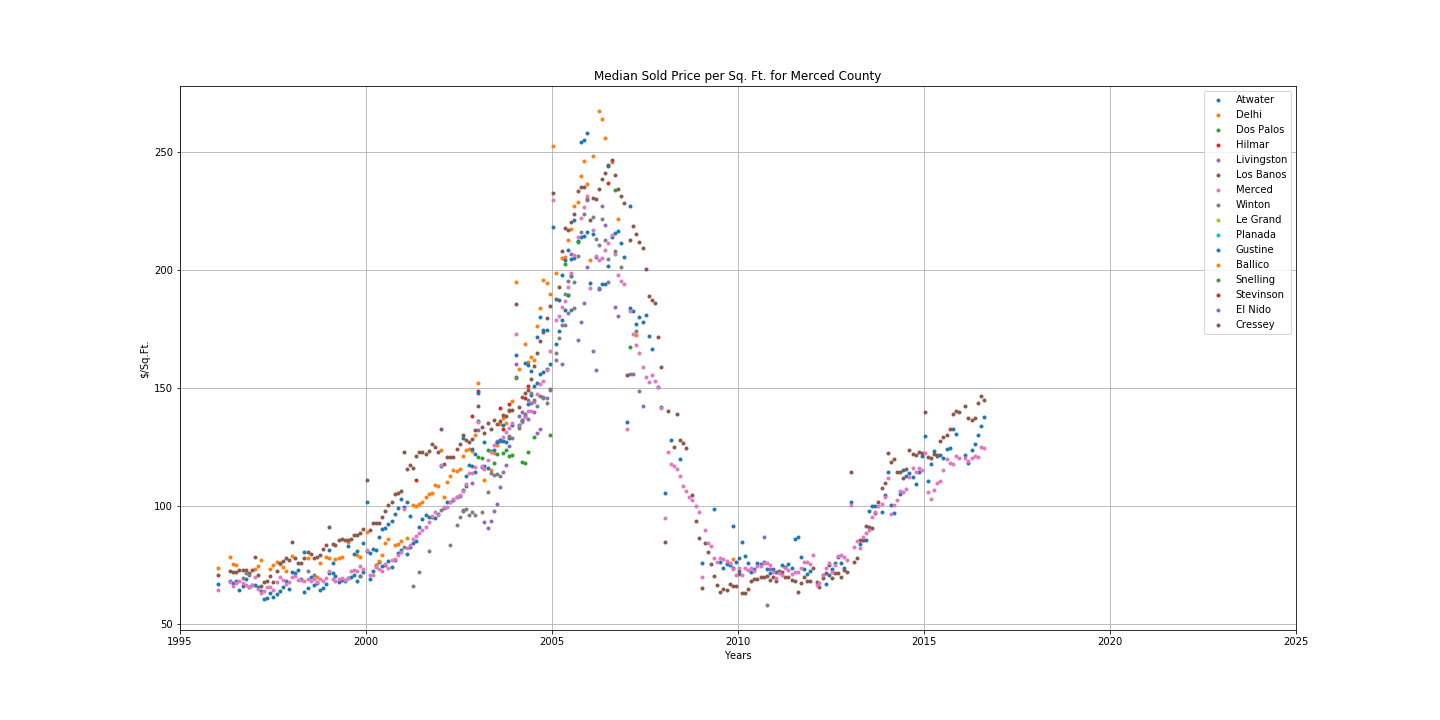 Median Sold Price per Sq. Ft. for Merced County
Atwater
Delhi
Dos Palos
Hilmar
Livingston
Los Banos
Merced
Winton
Le Grand
Planada
Gustine
Ballico
Snelling
Stevinson
El Nido
Cressey
250
200
150
100
50
$/Sq.Ft.
1995 2000 2005 2010 2015 2020 2025
Years